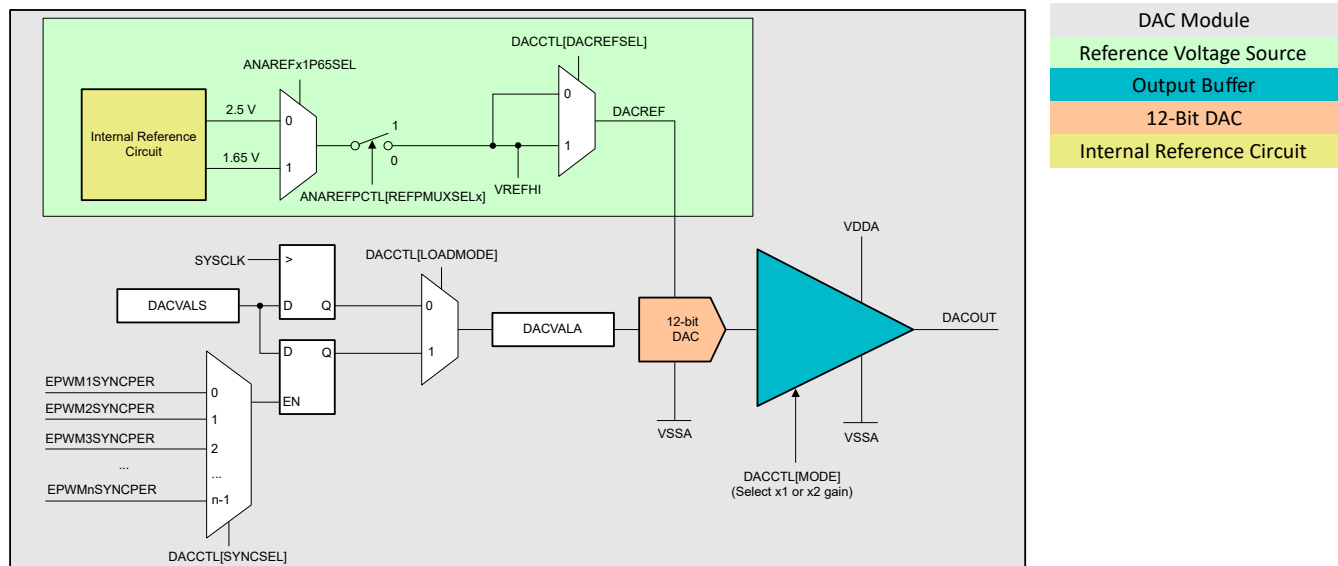 DACCTL[DACREFSEL]
ANAREFx1P65SEL
Internal Reference
Circuit
2.5 V
0
1.65 V
1
1
0
ANAREFPCTL[REFPMUXSELx]
VREFHI
0
1
DACREF
SYSCLK
>
D
Q
DACVALS
D
Q
EN
DACCTL[LOADMODE]
0
1
DACVALA
12-bit
DAC
VSSA
VDDA
DACOUT
VSSA
DACCTL[MODE]
(Select x1 or x2 gain)
EPWM1SYNCPER
0
EPWM2SYNCPER
1
EPWM3SYNCPER
2
...
...
EPWMnSYNCPER
n-1
DACCTL[SYNCSEL]
DAC Module
Reference Voltage Source
Output Buffer
12-Bit DAC
Internal Reference Circuit